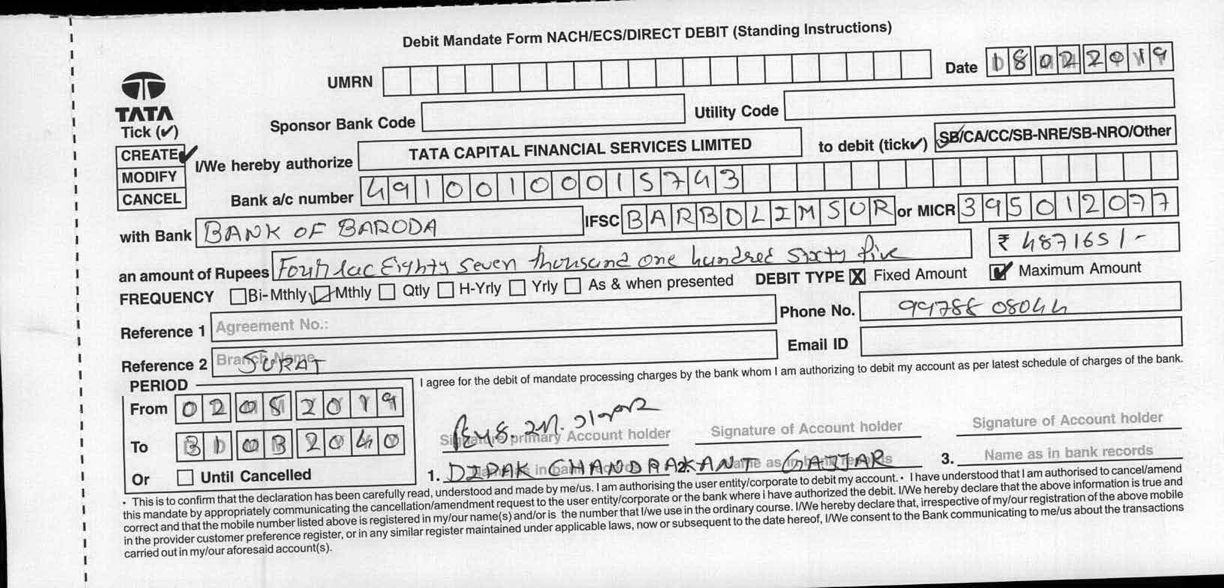 Debit Mandate Form NACH/ECS/DIRECT DEBIT (Standing Instructions)
UMRN Date 18022019
TATA
Sponsor Bank Code Utility Code
Tick (✓)
CREATE ✓ I/We hereby authorize TATA CAPITAL FINANCIAL SERVICES LIMITED to debit (tick✓) SB/CA/CC/SB-NRE/SB-NRO/Other
MODIFY
CANCEL Bank a/c number 49100100015743
with Bank BANK OF BARODA IFSC BARB0LIMSUR or MICR 395012077
an amount of Rupees Four lac Eighty seven thousand one hundred sixty five ₹ 487165/-
FREQUENCY Bi-Mthly ✓ Mthly Qtly H-Yrly Yrly As & when presented DEBIT TYPE X Fixed Amount ✓ Maximum Amount
Reference 1 Agreement No.: Phone No. 99788 08044
Reference 2 Branch Name SURAT Email ID
PERIOD I agree for the debit of mandate processing charges by the bank whom I am authorizing to debit my account as per latest schedule of charges of the bank.
From 02082019
To 31032040 Signature primary Account holder Signature of Account holder Signature of Account holder
Or Until Cancelled 1. DIPAK CHANDRAKANT GAJJAR Name as in bank records 3. Name as in bank records
• This is to confirm that the declaration has been carefully read, understood and made by me/us. I am authorising the user entity/corporate to debit my account. • I have understood that I am authorised to cancel/amend
this mandate by appropriately communicating the cancellation/amendment request to the user entity/corporate or the bank where i have authorized the debit. I/We hereby declare that the above information is true and
correct and that the mobile number listed above is registered in my/our name(s) and/or is the number that I/we use in the ordinary course. I/We hereby declare that, irrespective of my/our registration of the above mobile
in the provider customer preference register, or in any similar register maintained under applicable laws, now or subsequent to the date hereof, I/We consent to the Bank communicating to me/us about the transactions
carried out in my/our aforesaid account(s).